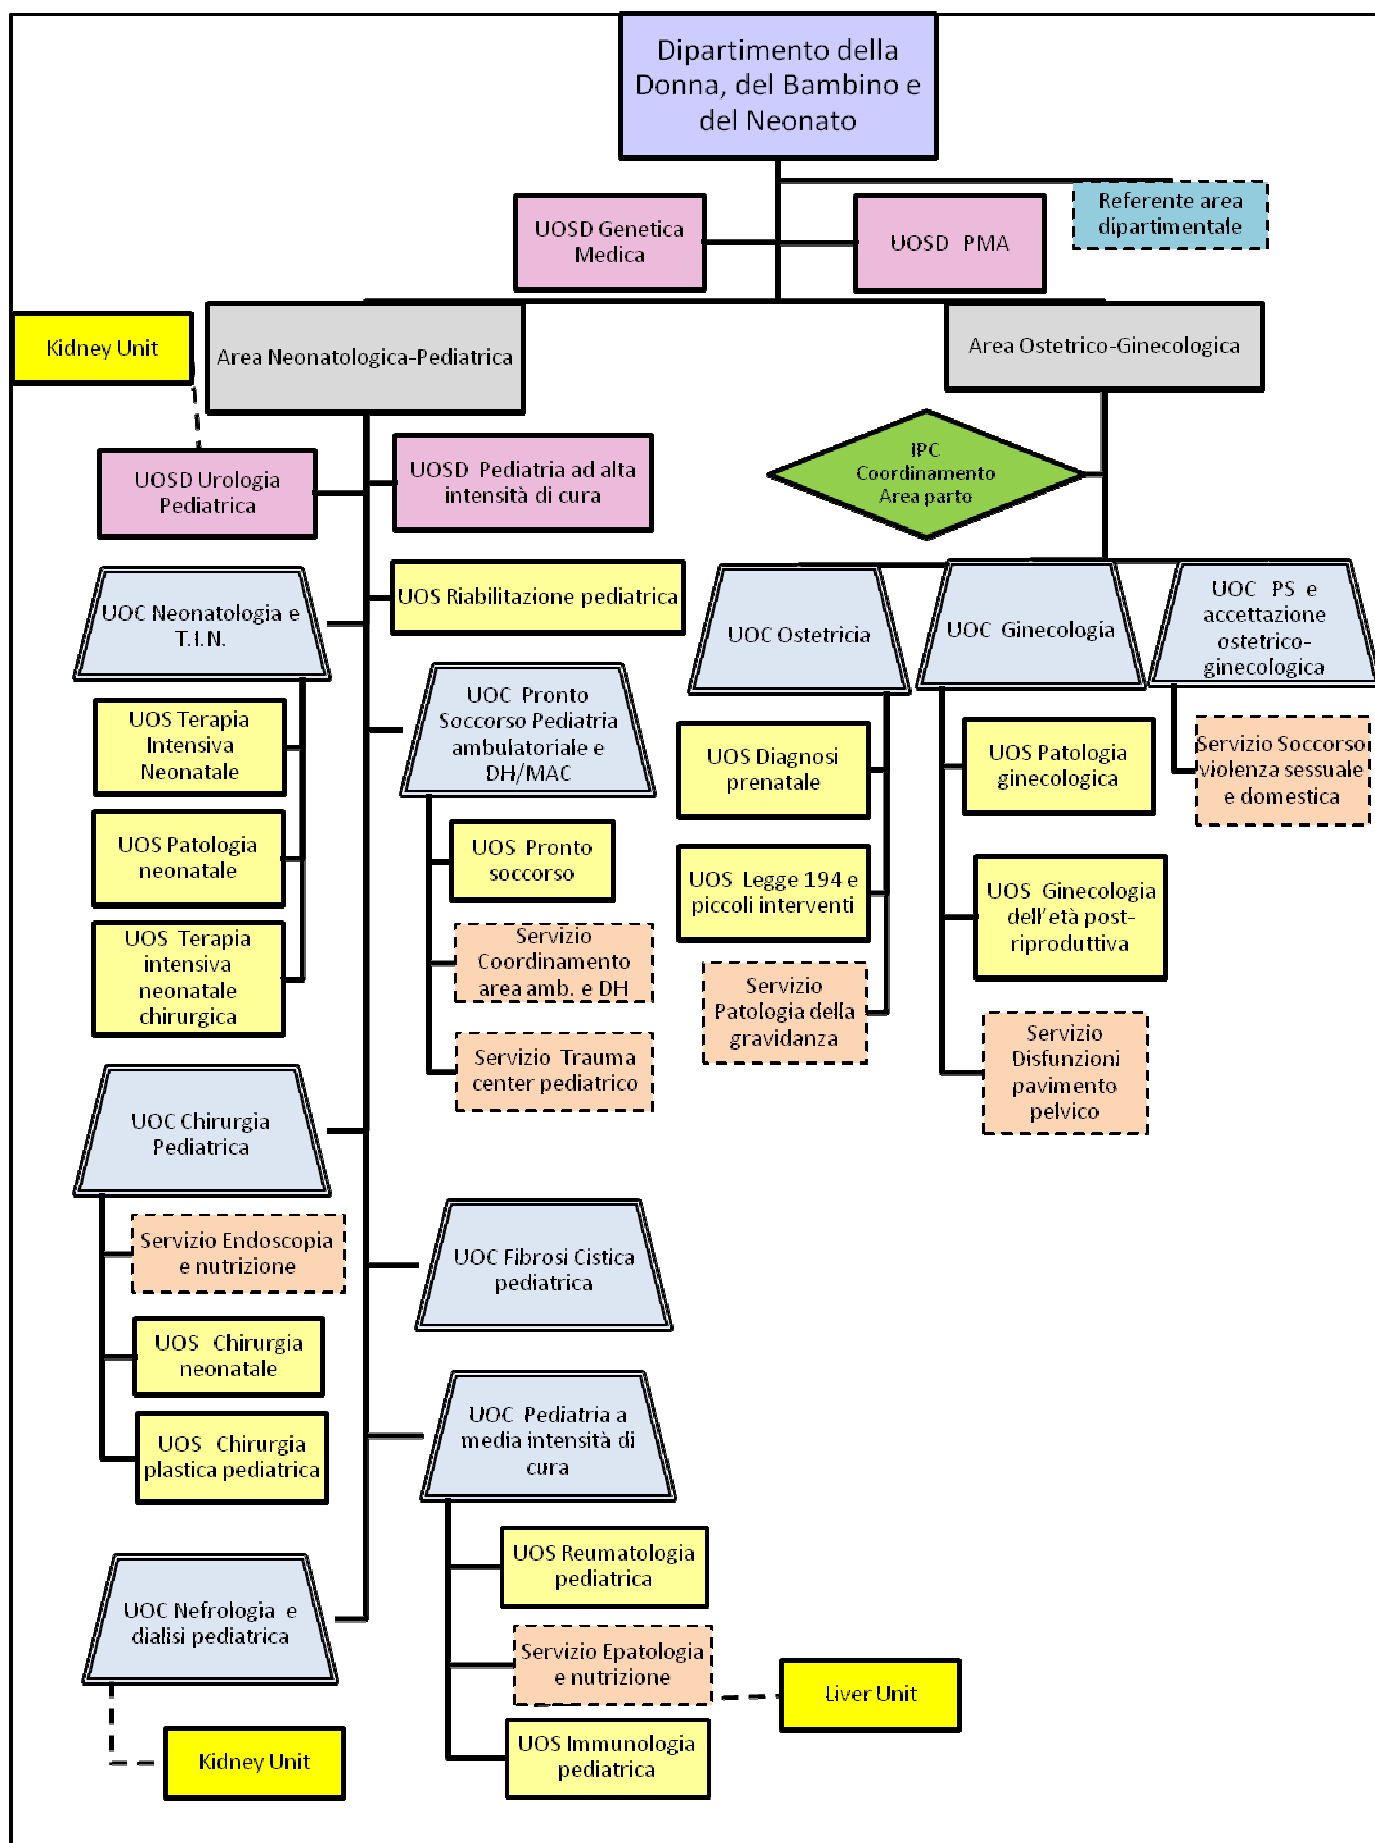 Dipartimento della
Donna, del Bambino e
del Neonato
Referente area
dipartimentale
UOSD Genetica
Medica
UOSD PMA
Kidney Unit
Area Neonatologica-Pediatrica
Area Ostetrico-Ginecologica
UOSD Urologia
Pediatrica
UOSD Pediatria ad alta
intensità di cura
IPC
Coordinamento
Area parto
UOC Neonatologia e
T.I.N.
UOS Riabilitazione pediatrica
UOC Ostetricia
UOC Ginecologia
UOC PS e
accettazione
ostetrico-
ginecologica
UOS Terapia
Intensiva
Neonatale
UOC Pronto
Soccorso Pediatria
ambulatoriale e
DH/MAC
UOS Diagnosi
prenatale
UOS Patologia
ginecologica
Servizio Soccorso
violenza sessuale
e domestica
UOS Patologia
neonatale
UOS Pronto
soccorso
UOS Legge 194 e
piccoli interventi
UOS Ginecologia
dell'età post-
riproduttiva
UOS Terapia
intensiva
neonatale
chirurgica
Servizio
Coordinamento
area amb. e DH
Servizio
Patologia della
gravidanza
Servizio Trauma
center pediatrico
Servizio
Disfunzioni
pavimento
pelvico
UOC Chirurgia
Pediatrica
Servizio Endoscopia
e nutrizione
UOC Fibrosi Cistica
pediatrica
UOS Chirurgia
neonatale
UOS Chirurgia
plastica pediatrica
UOC Pediatria a
media intensità di
cura
UOS Reumatologia
pediatrica
UOC Nefrologia e
dialisi pediatrica
Servizio Epatologia
e nutrizione
Liver Unit
Kidney Unit
UOS Immunologia
pediatrica